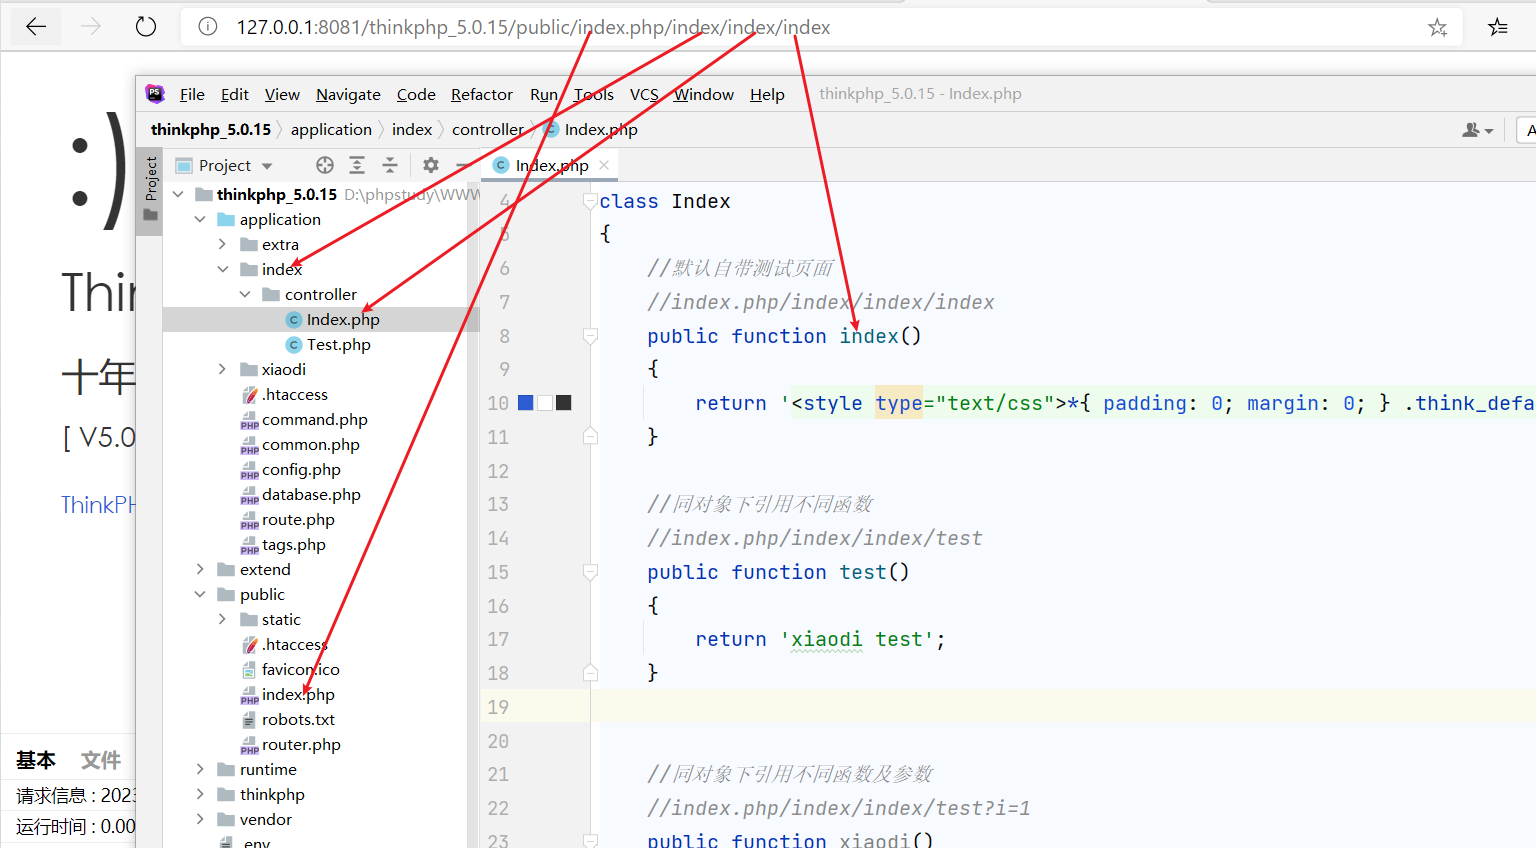 127.0.0.1:8081/thinkphp_5.0.15/public/index.php/index/index/index
PS File Edit View Navigate Code Refactor Run Tools VCS Window Help thinkphp_5.0.15 - Index.php
thinkphp_5.0.15 application index controller Index.php
Project
Project
Index.php
:)
Thin
十年
[ V5.0
ThinkPH
基本 文件
请求信息 : 2023
运行时间 : 0.00
thinkphp_5.0.15 D:\phpstudy\WWW
application
extra
index
controller
Index.php
Test.php
xiaodi
.htaccess
command.php
common.php
config.php
database.php
route.php
tags.php
extend
public
static
.htaccess
favicon.ico
index.php
robots.txt
router.php
runtime
thinkphp
vendor
.env
4 class Index
5 {
6 //默认自带测试页面
7 //index.php/index/index/index
8 public function index()
9 {
10 return '<style type="text/css">*{ padding: 0; margin: 0; } .think_defa
11 }
12
13 //同对象下引用不同函数
14 //index.php/index/index/test
15 public function test()
16 {
17 return 'xiaodi test';
18 }
19
20
21 //同对象下引用不同函数及参数
22 //index.php/index/index/test?i=1
23 public function xiaodi()